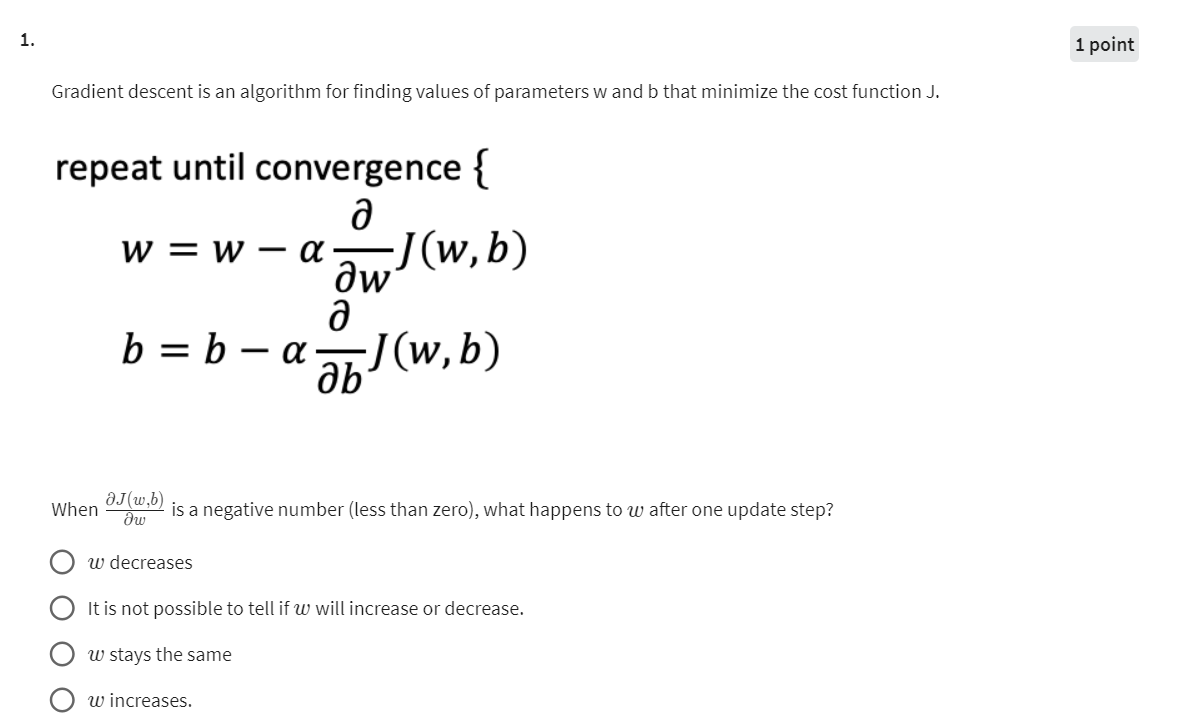 1.
1 point
Gradient descent is an algorithm for finding values of parameters w and b that minimize the cost function J.
repeat until convergence {
w = w − α ∂/∂w J(w, b)
b = b − α ∂/∂b J(w, b)
When ∂J(w,b)/∂w is a negative number (less than zero), what happens to w after one update step?
w decreases
It is not possible to tell if w will increase or decrease.
w stays the same
w increases.